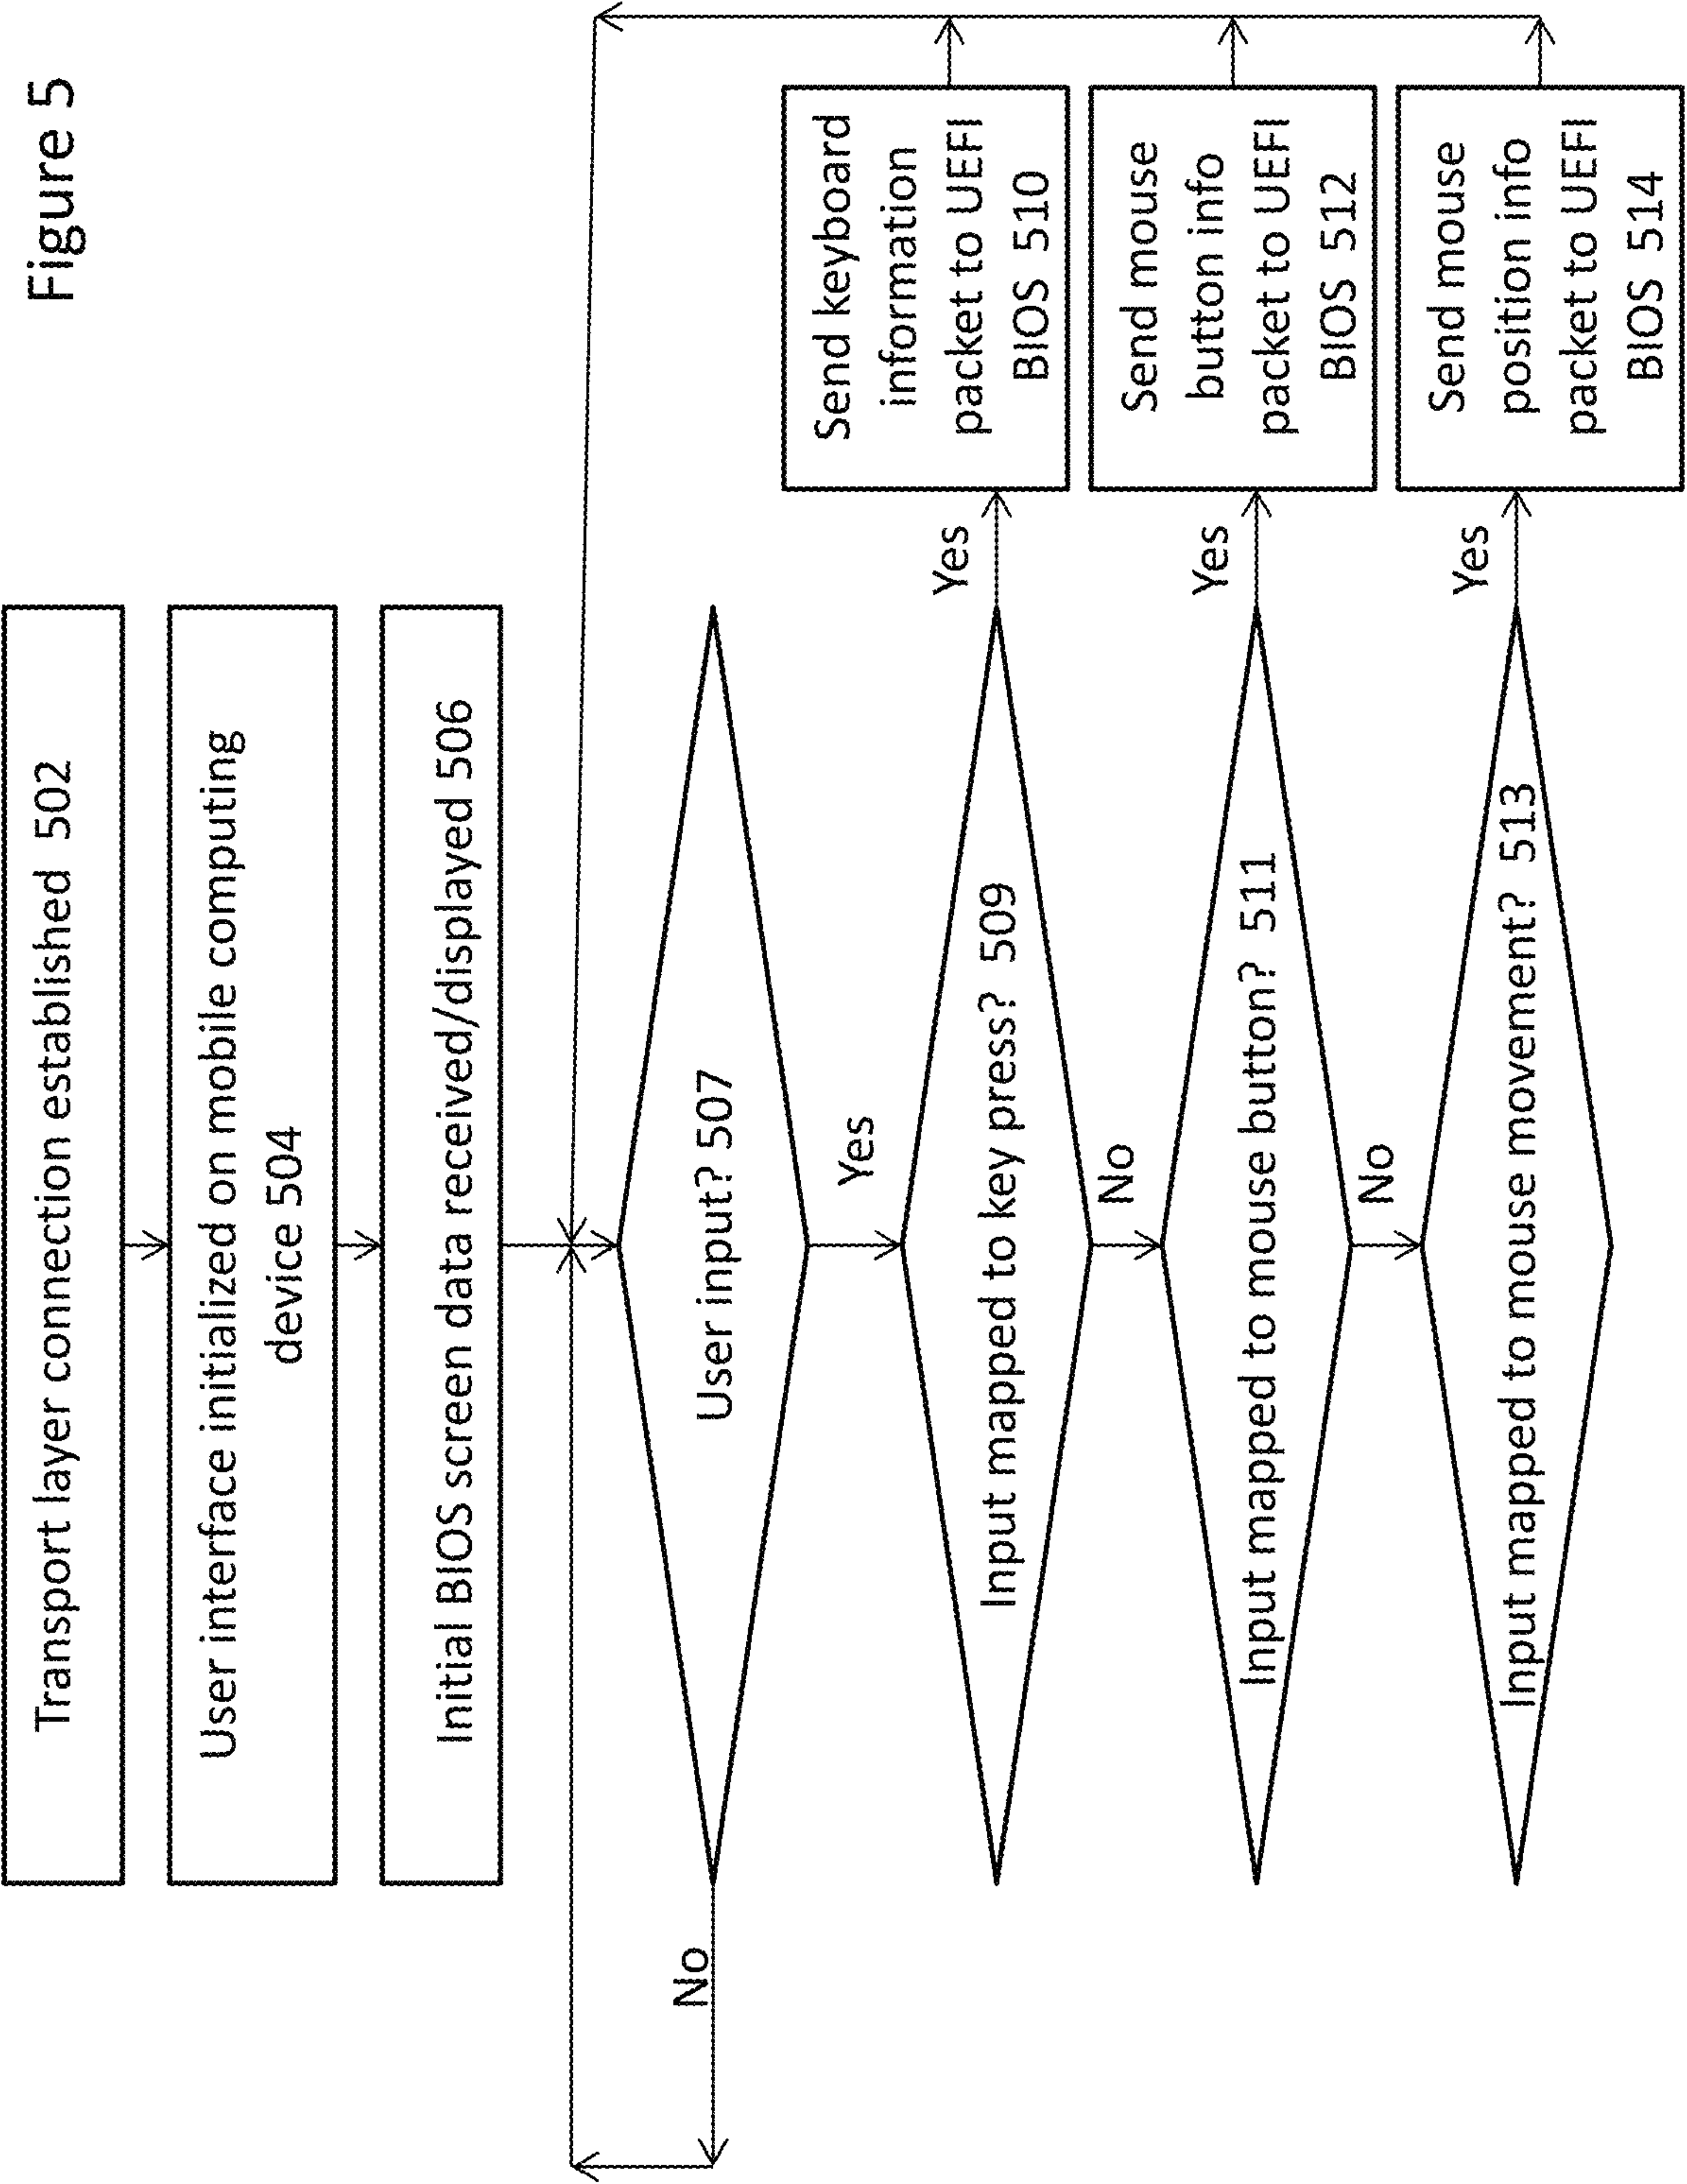 Figure 5
Transport layer connection established 502
User interface initialized on mobile computing
device 504
Initial BIOS screen data received/displayed 506
User input? 507
No
Yes
Input mapped to key press? 509
Yes
Send keyboard
information
packet to UEFI
BIOS 510
No
Input mapped to mouse button? 511
Yes
Send mouse
button info
packet to UEFI
BIOS 512
No
Input mapped to mouse movement? 513
Yes
Send mouse
position info
packet to UEFI
BIOS 514